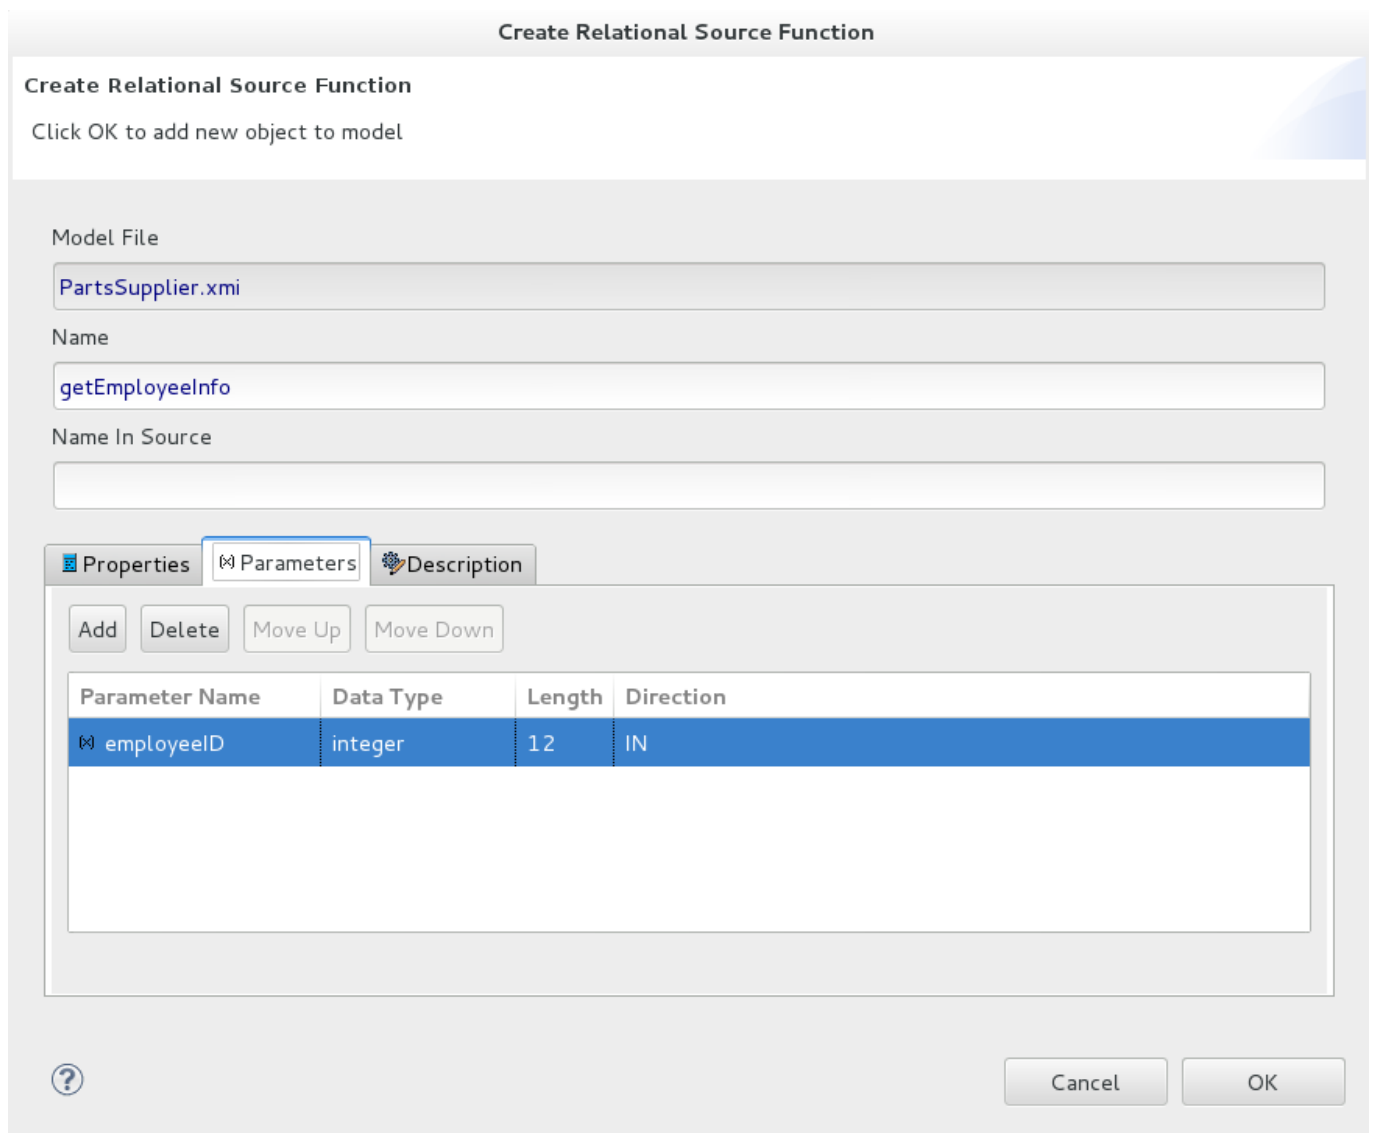 Create Relational Source Function
Create Relational Source Function
Click OK to add new object to model
Model File
PartsSupplier.xmi
Name
getEmployeeInfo
Name In Source
Properties (x) Parameters Description
Add Delete Move Up Move Down
Parameter Name Data Type Length Direction
(x) employeeID integer 12 IN
? Cancel OK